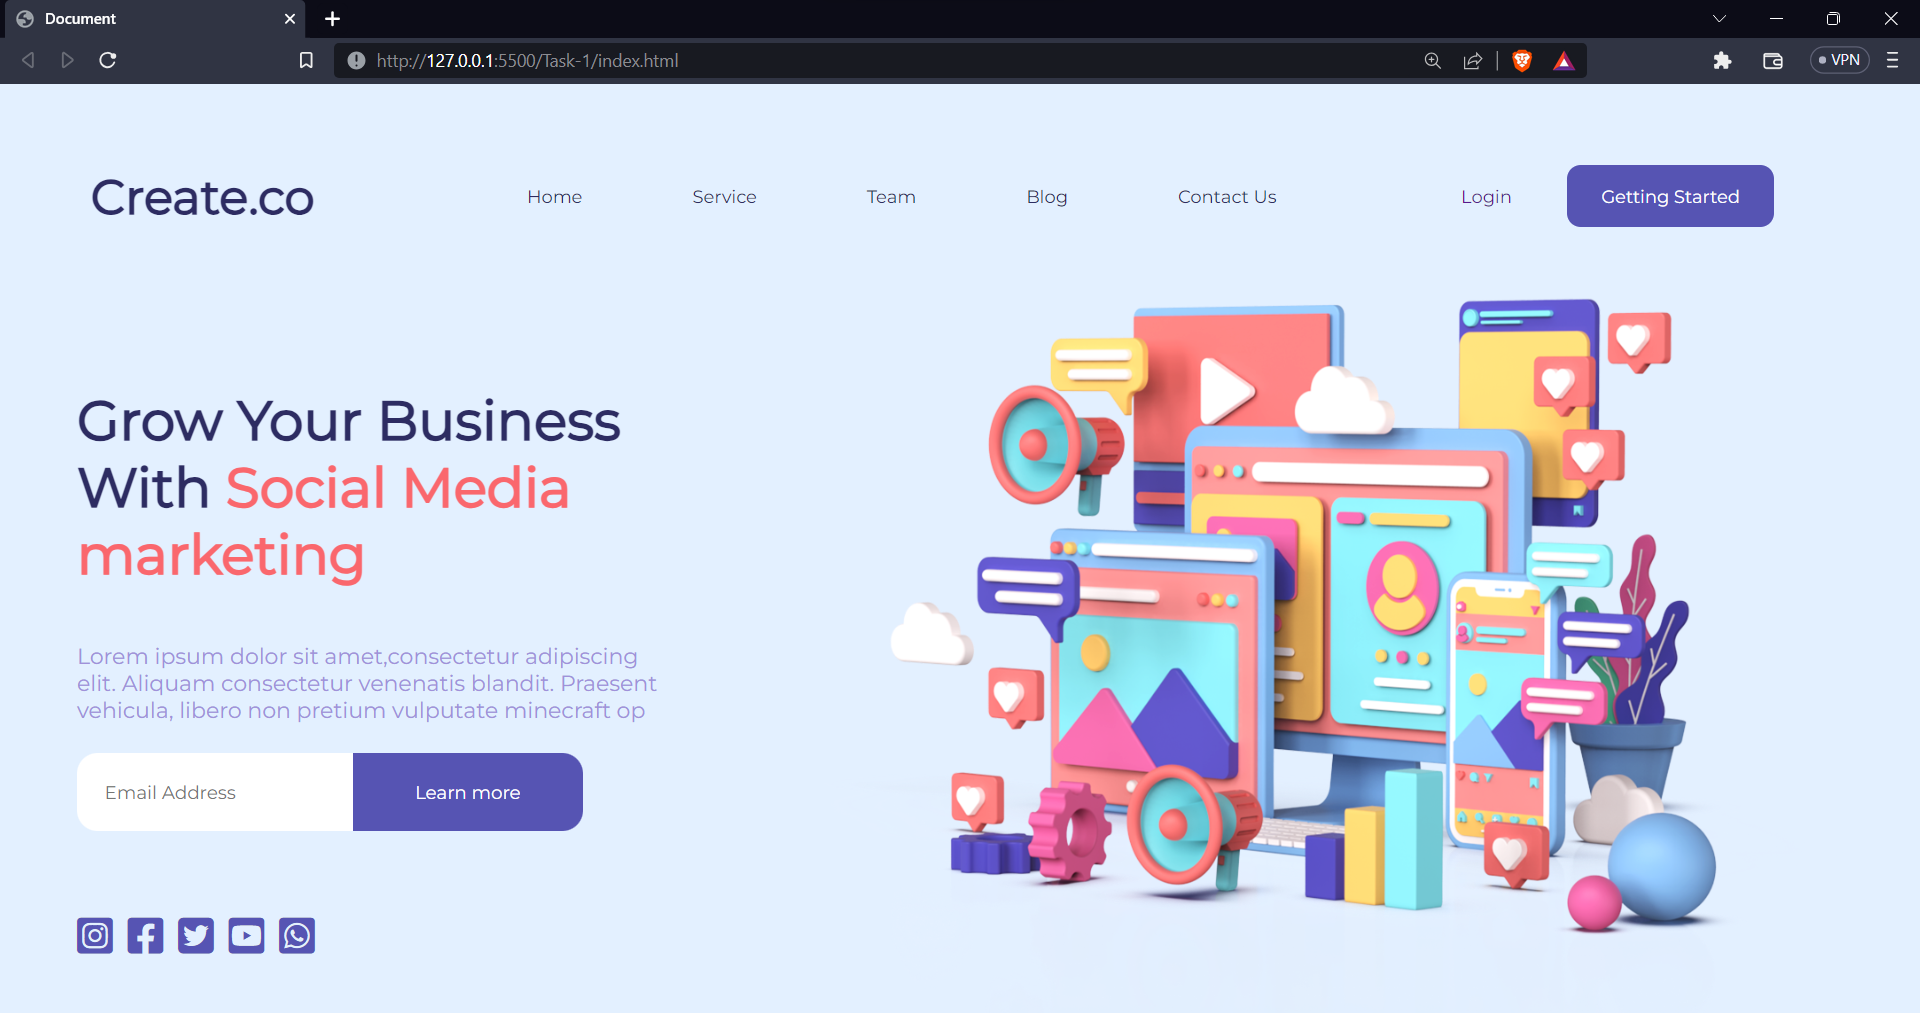 Document
http://127.0.0.1:5500/Task-1/index.html
VPN
Create.co
Home
Service
Team
Blog
Contact Us
Login
Getting Started
Grow Your Business
With Social Media
marketing
Lorem ipsum dolor sit amet,consectetur adipiscing
elit. Aliquam consectetur venenatis blandit. Praesent
vehicula, libero non pretium vulputate minecraft op
Email Address
Learn more